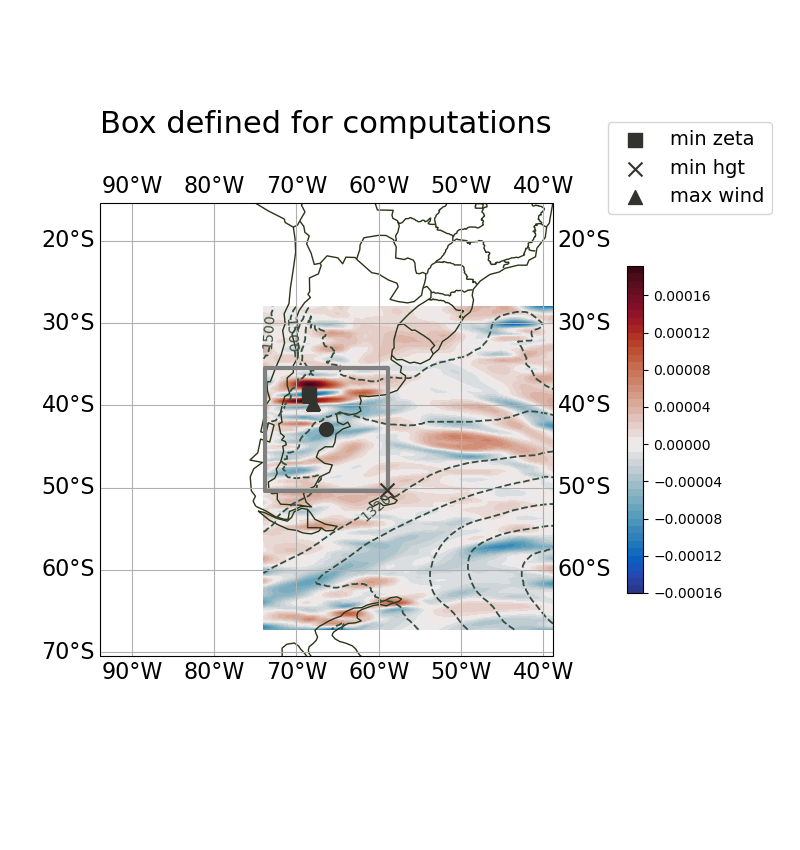 Box defined for computations
min zeta
min hgt
max wind
90°W 80°W 70°W 60°W 50°W 40°W
20°S 20°S
30°S 30°S
40°S 40°S
50°S 50°S
60°S 60°S
70°S
90°W 80°W 70°W 60°W 50°W 40°W
1500
1320
0.00016
0.00012
0.00008
0.00004
0.00000
−0.00004
−0.00008
−0.00012
−0.00016